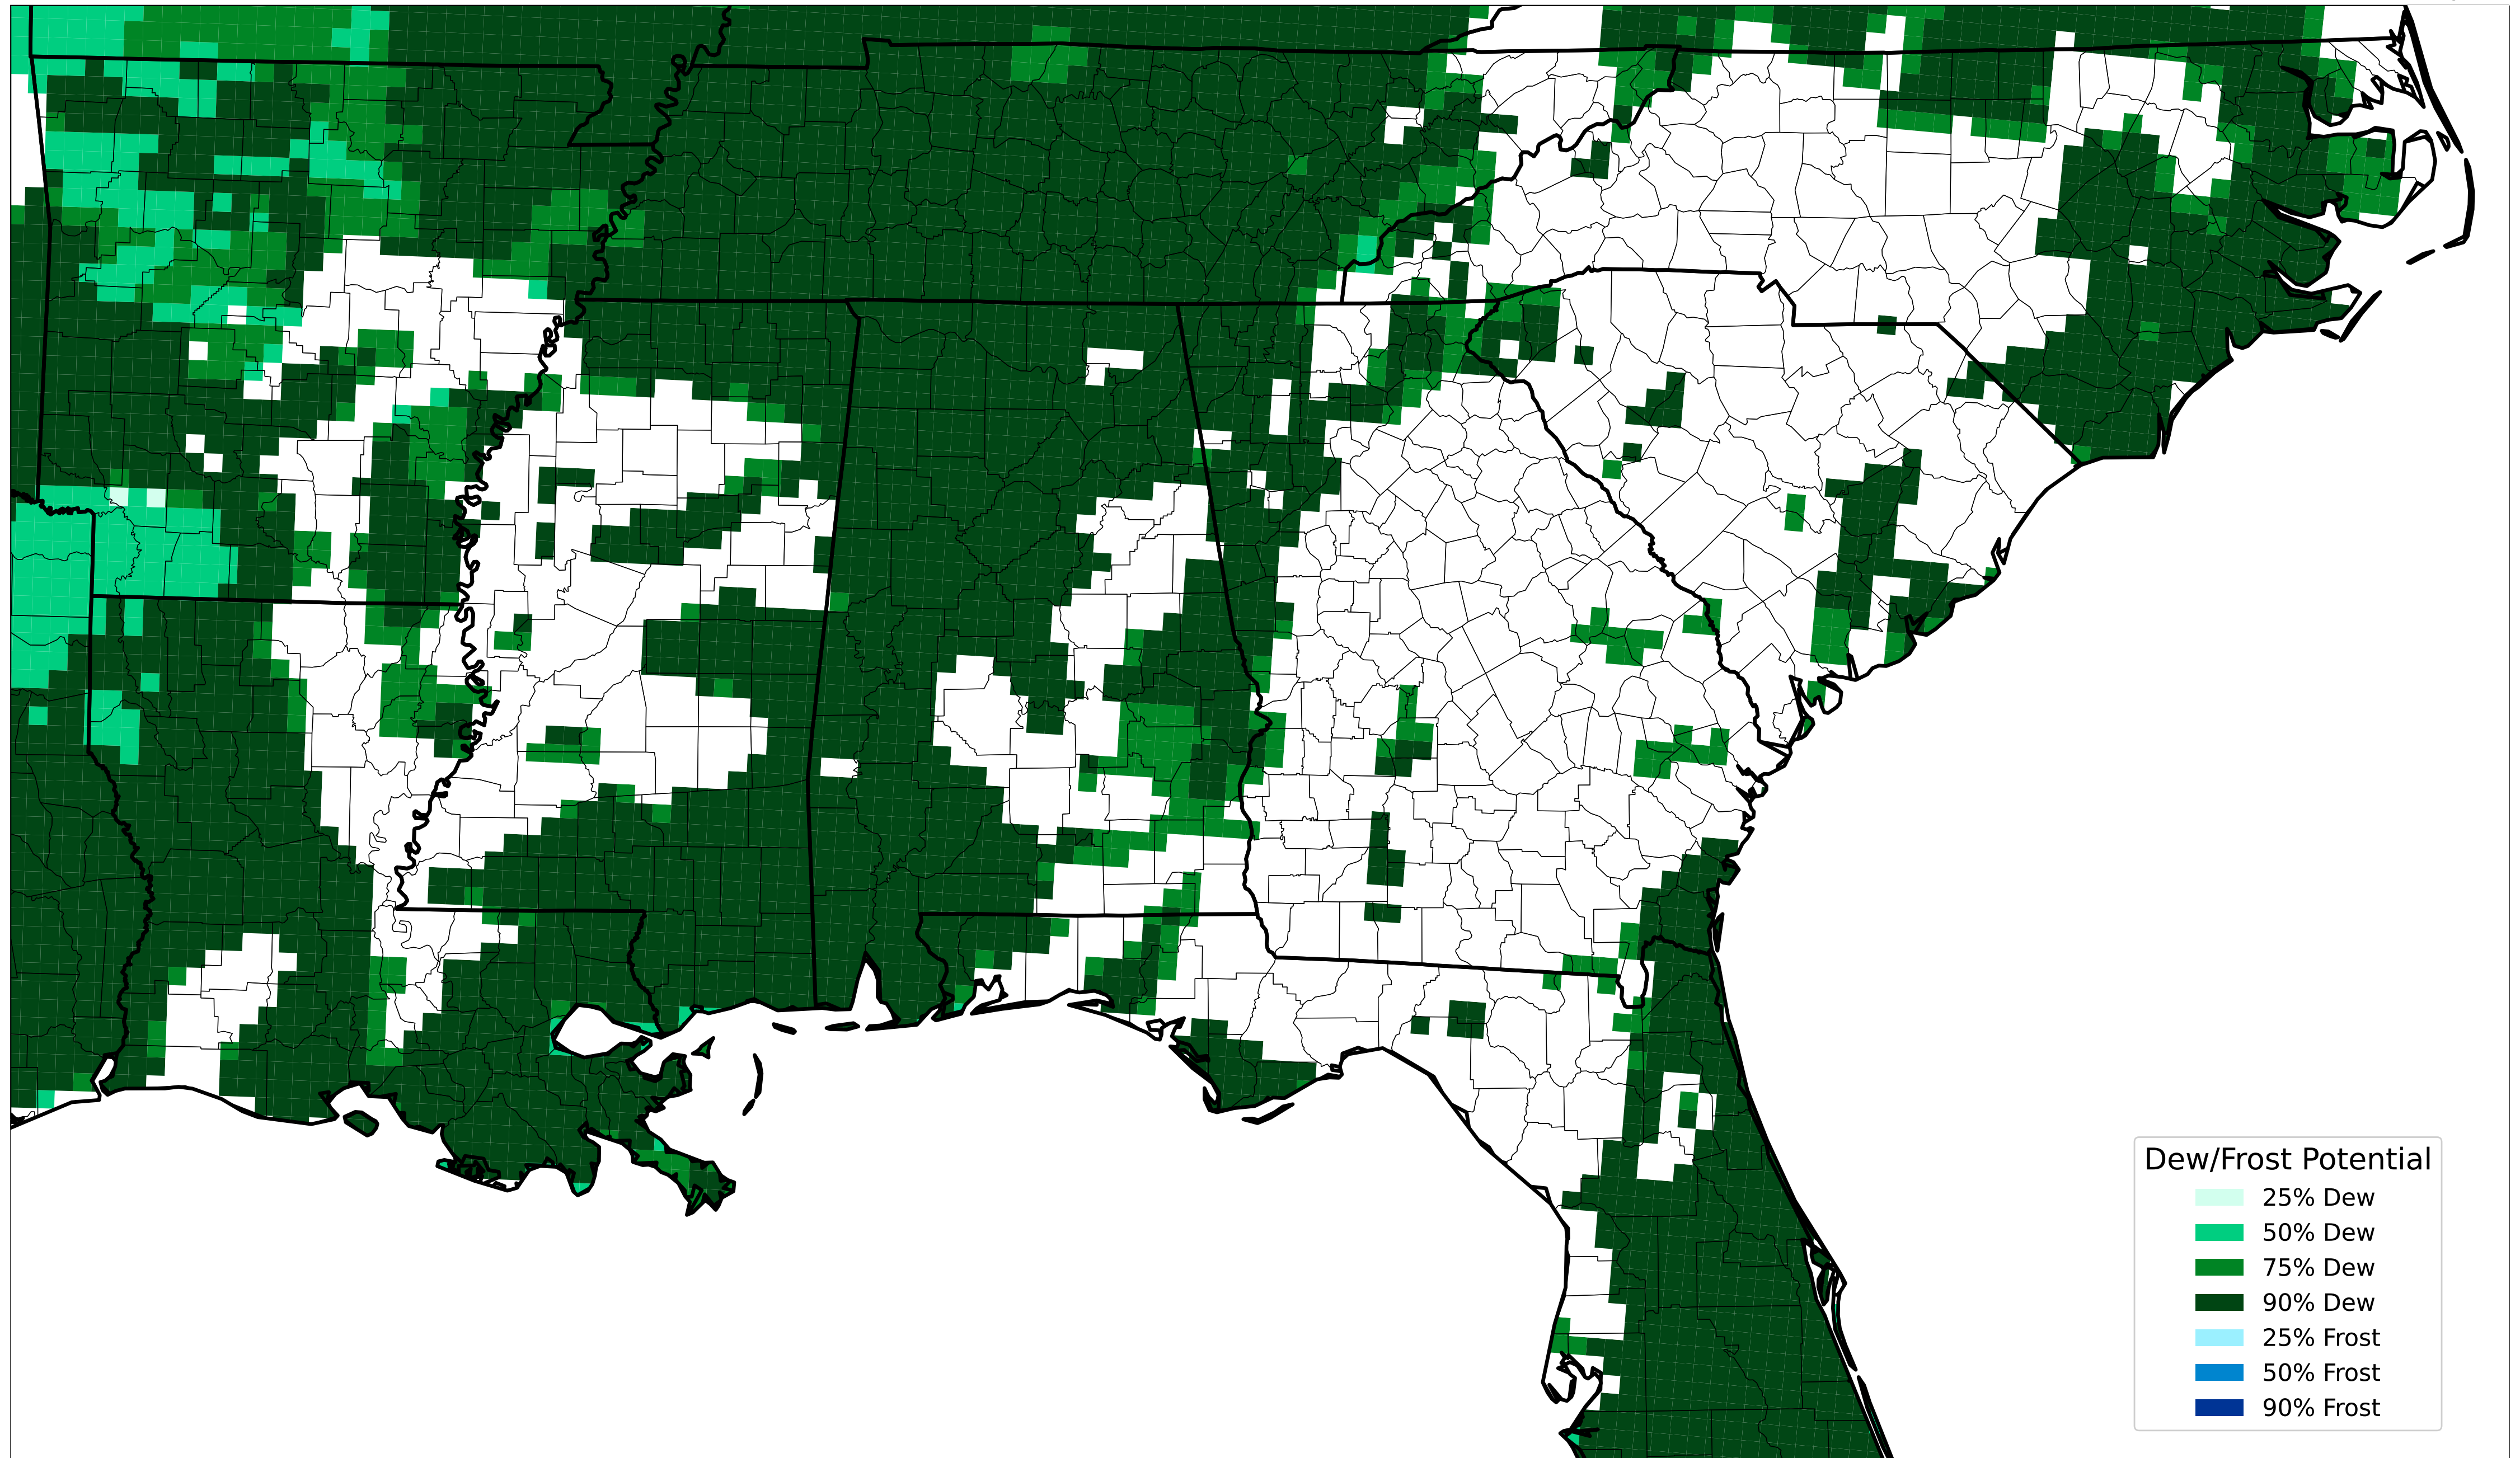 Dew/Frost Potential
25% Dew
50% Dew
75% Dew
90% Dew
25% Frost
50% Frost
90% Frost